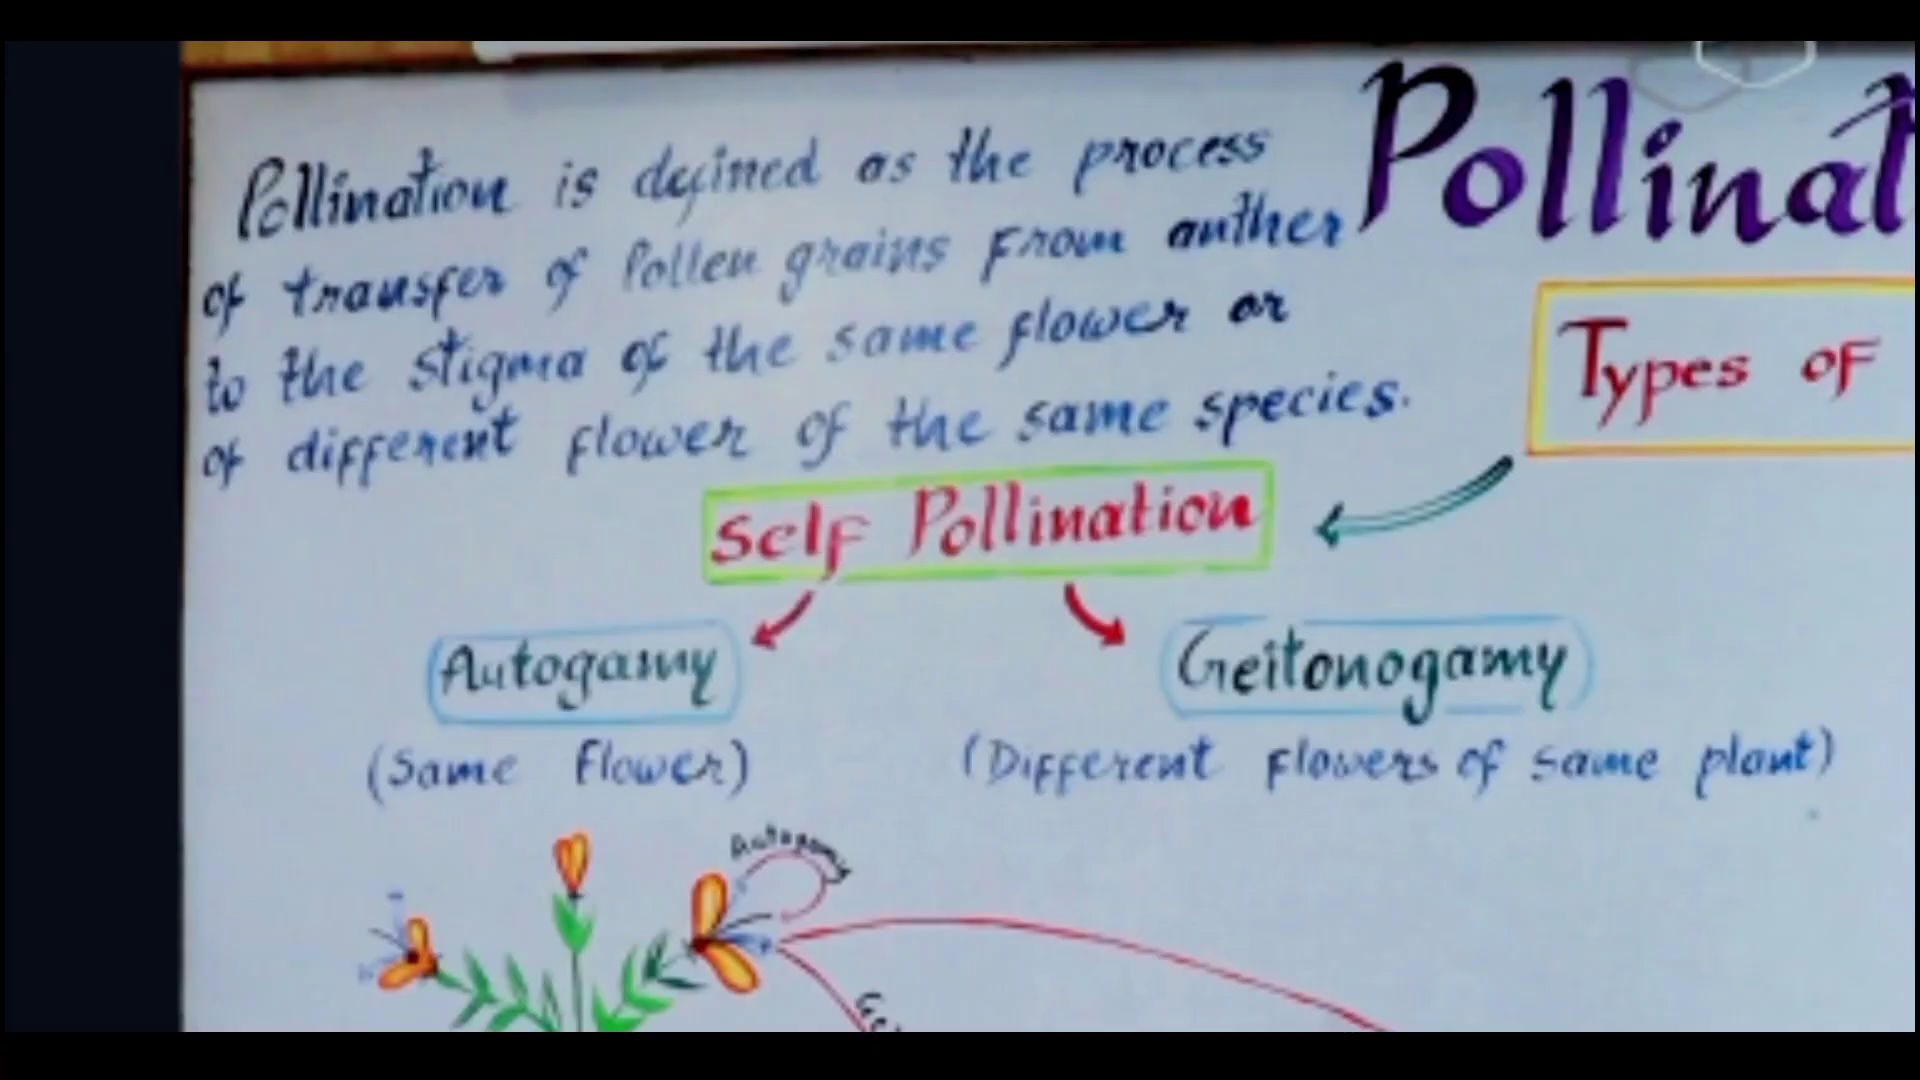 Pollinat
Pollination is defined as the process
of transfer of Pollen grains from anther
to the stigma of the same flower or
of different flower of the same species.
Types of
Self Pollination
Autogamy
Geitonogamy
(Same Flower)
(Different flowers of same plant)
Autogamy
Gei